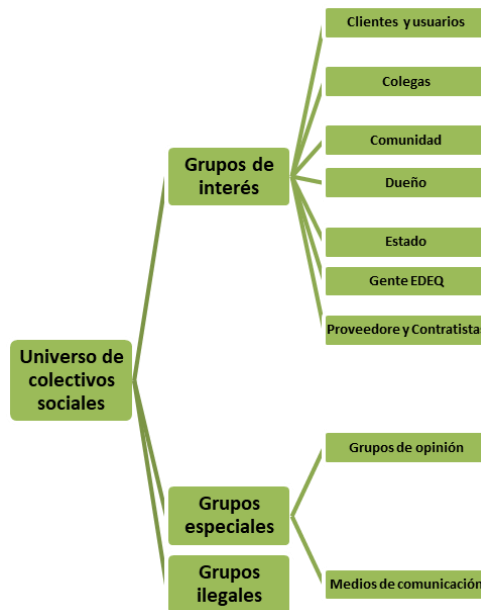 Clientes y usuarios
Colegas
Comunidad
Grupos de
interés
Dueño
Estado
Gente EDEQ
Proveedore y Contratistas
Universo de
colectivos
sociales
Grupos de opinión
Grupos
especiales
Grupos
ilegales
Medios de comunicación